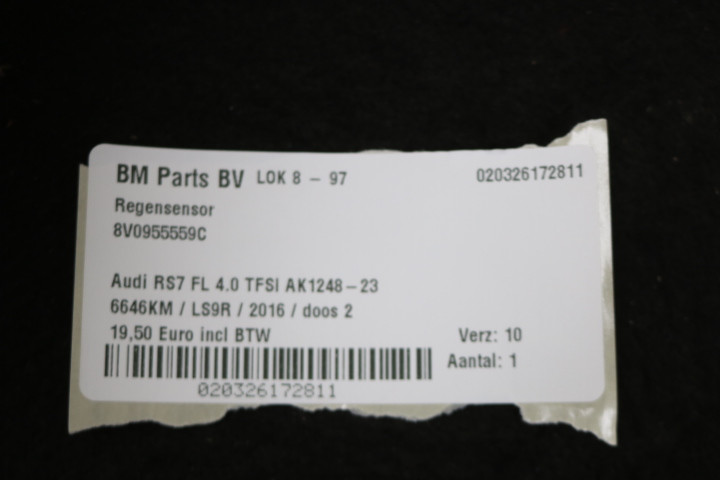 BM Parts BV LOK 8 - 97 020326172811
Regensensor
8V0955559C
Audi RS7 FL 4.0 TFSI AK1248-23
6646KM / LS9R / 2016 / doos 2
19,50 Euro incl BTW Verz: 10
Aantal: 1
020326172811